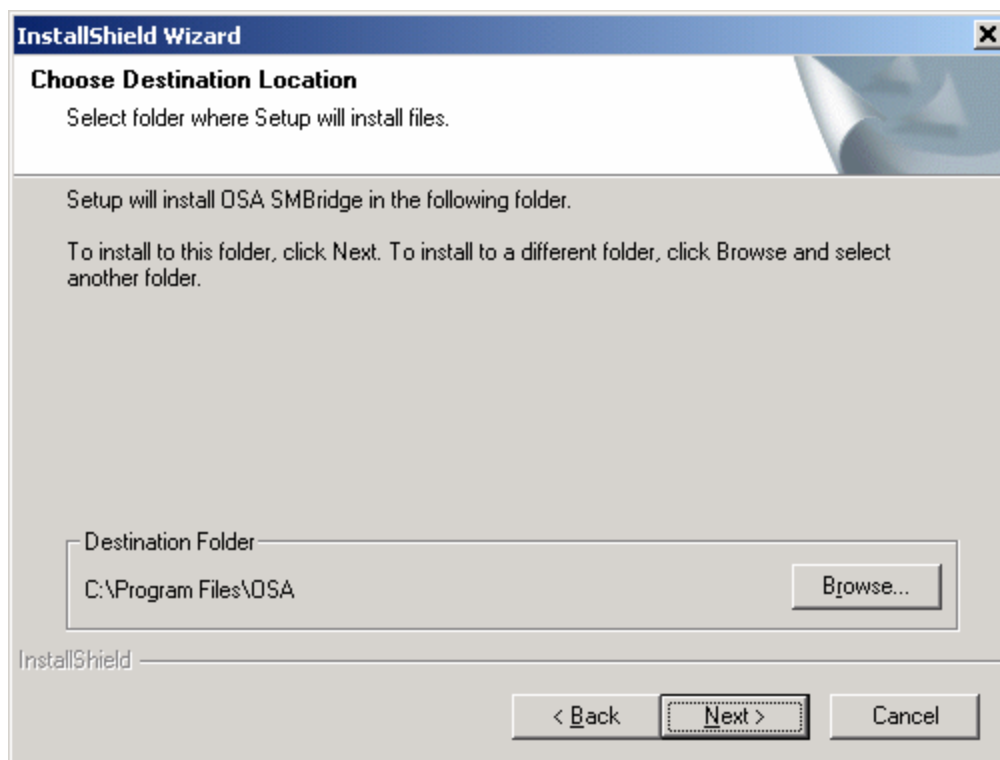 InstallShield Wizard
Choose Destination Location
Select folder where Setup will install files.
Setup will install OSA SMBridge in the following folder.
To install to this folder, click Next. To install to a different folder, click Browse and select
another folder.
Destination Folder
C:\Program Files\OSA
Browse...
InstallShield
< Back
Next >
Cancel